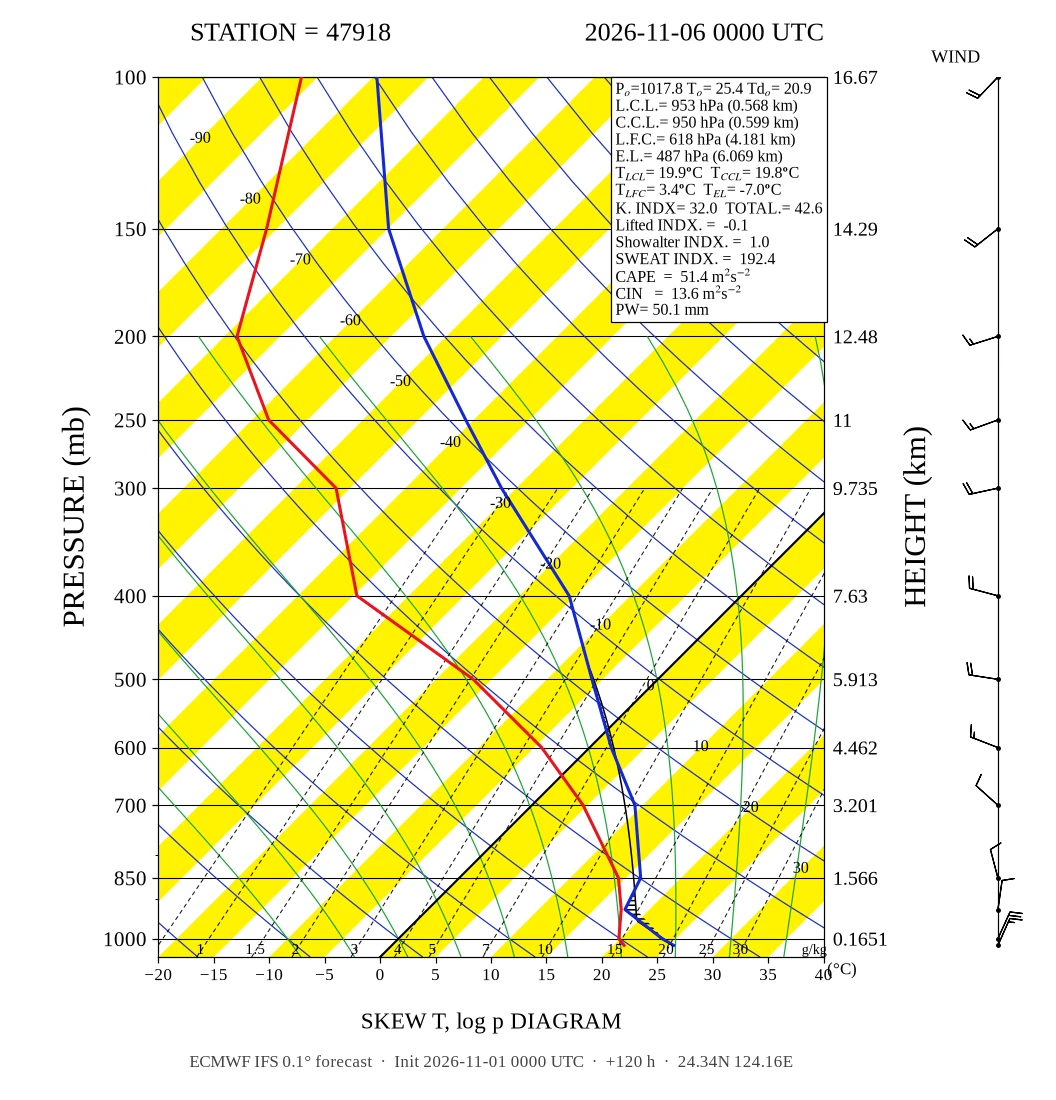 STATION = 47918
2026-11-06 0000 UTC
WIND
Pₒ=1017.8 Tₒ= 25.4 Tdₒ= 20.9
L.C.L.= 953 hPa (0.568 km)
C.C.L.= 950 hPa (0.599 km)
L.F.C.= 618 hPa (4.181 km)
E.L.= 487 hPa (6.069 km)
T_LCL= 19.9°C T_CCL= 19.8°C
T_LFC= 3.4°C T_EL= -7.0°C
K. INDX= 32.0 TOTAL.= 42.6
Lifted INDX. = -0.1
Showalter INDX. = 1.0
SWEAT INDX. = 192.4
CAPE = 51.4 m²s⁻²
CIN = 13.6 m²s⁻²
PW= 50.1 mm
PRESSURE (mb)
100
150
200
250
300
400
500
600
700
850
1000
-90
-80
-70
-60
-50
-40
-30
-20
-10
0
10
20
30
16.67
14.29
12.48
11
9.735
7.63
5.913
4.462
3.201
1.566
0.1651
HEIGHT (km)
1 1.5 2 3 4 5 7 10 15 20 25 30 g/kg
−20 −15 −10 −5 0 5 10 15 20 25 30 35 40 (°C)
SKEW T, log p DIAGRAM
ECMWF IFS 0.1° forecast · Init 2026-11-01 0000 UTC · +120 h · 24.34N 124.16E